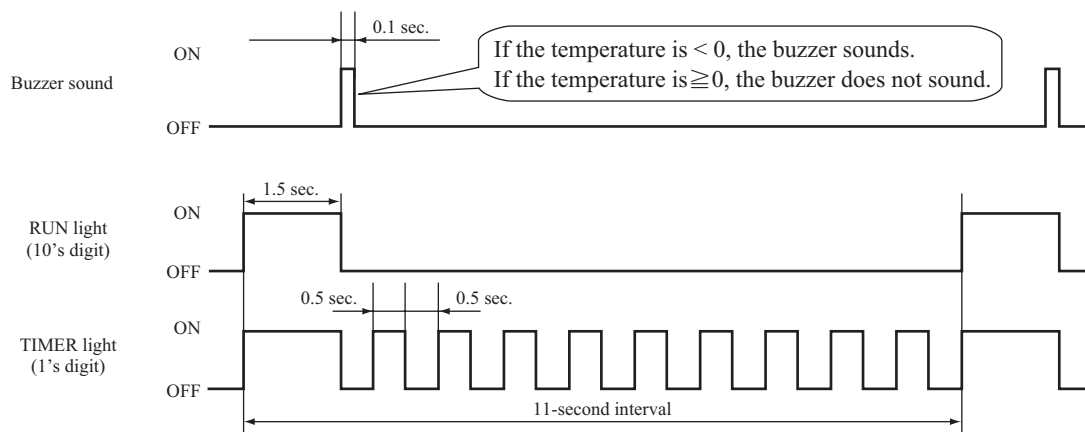 0.1 sec.
ON
Buzzer sound
OFF
If the temperature is < 0, the buzzer sounds.
If the temperature is ≧0, the buzzer does not sound.
1.5 sec.
ON
RUN light
(10’s digit)
OFF
0.5 sec.
0.5 sec.
ON
TIMER light
(1’s digit)
OFF
11-second interval